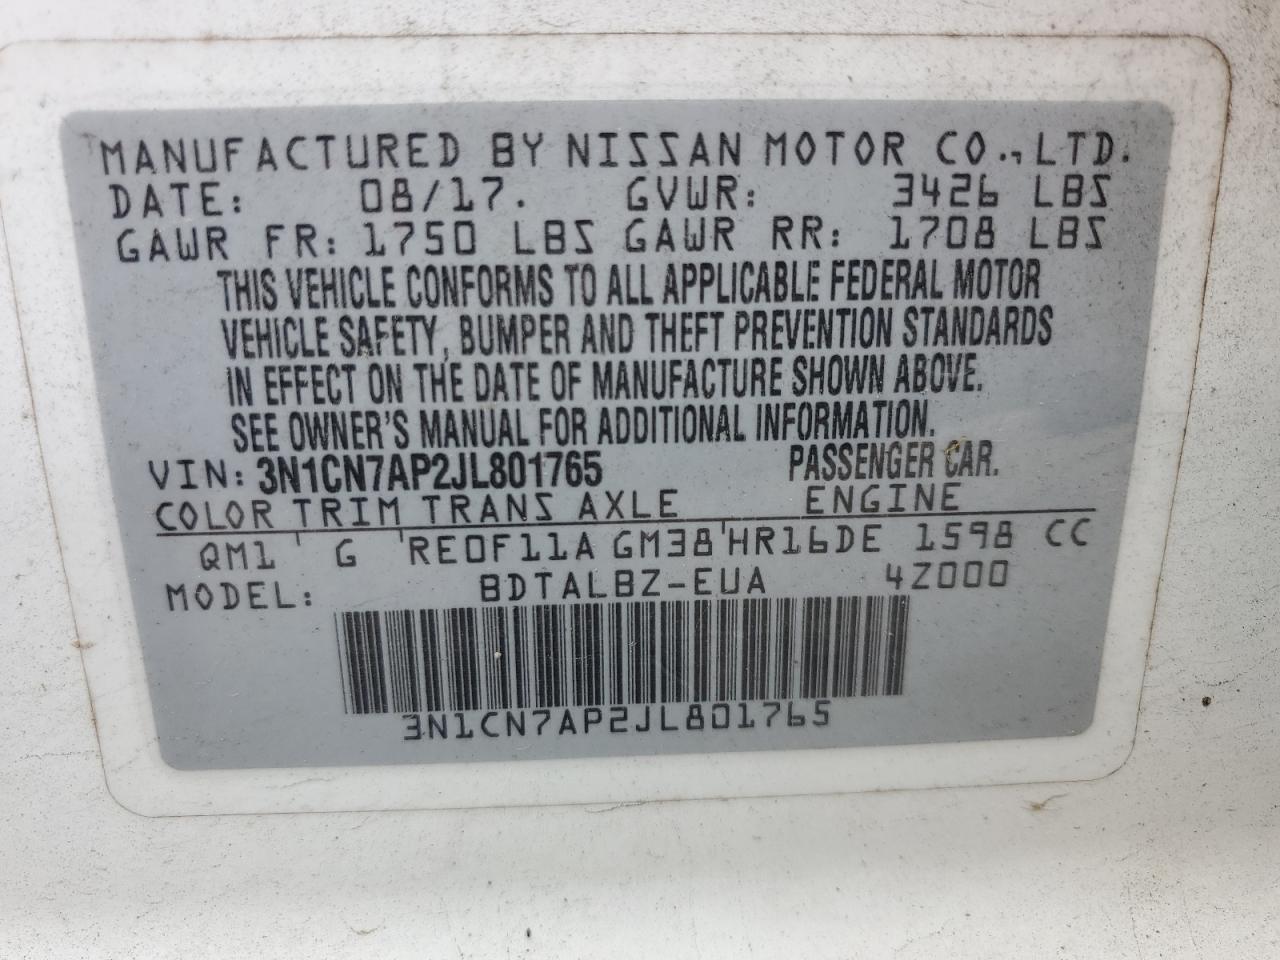 MANUFACTURED BY NISSAN MOTOR CO., LTD.
DATE: 08/17. GVWR: 3426 LBS
GAWR FR: 1750 LBS GAWR RR: 1708 LBS
THIS VEHICLE CONFORMS TO ALL APPLICABLE FEDERAL MOTOR
VEHICLE SAFETY, BUMPER AND THEFT PREVENTION STANDARDS
IN EFFECT ON THE DATE OF MANUFACTURE SHOWN ABOVE.
SEE OWNER'S MANUAL FOR ADDITIONAL INFORMATION.
VIN: 3N1CN7AP2JL801765 PASSENGER CAR.
COLOR TRIM TRANS AXLE ENGINE
QM1 ' G 'RE0F11A GM38'HR16DE 1598 CC
MODEL: BDTALBZ-EUA 4Z000
3N1CN7AP2JL801765